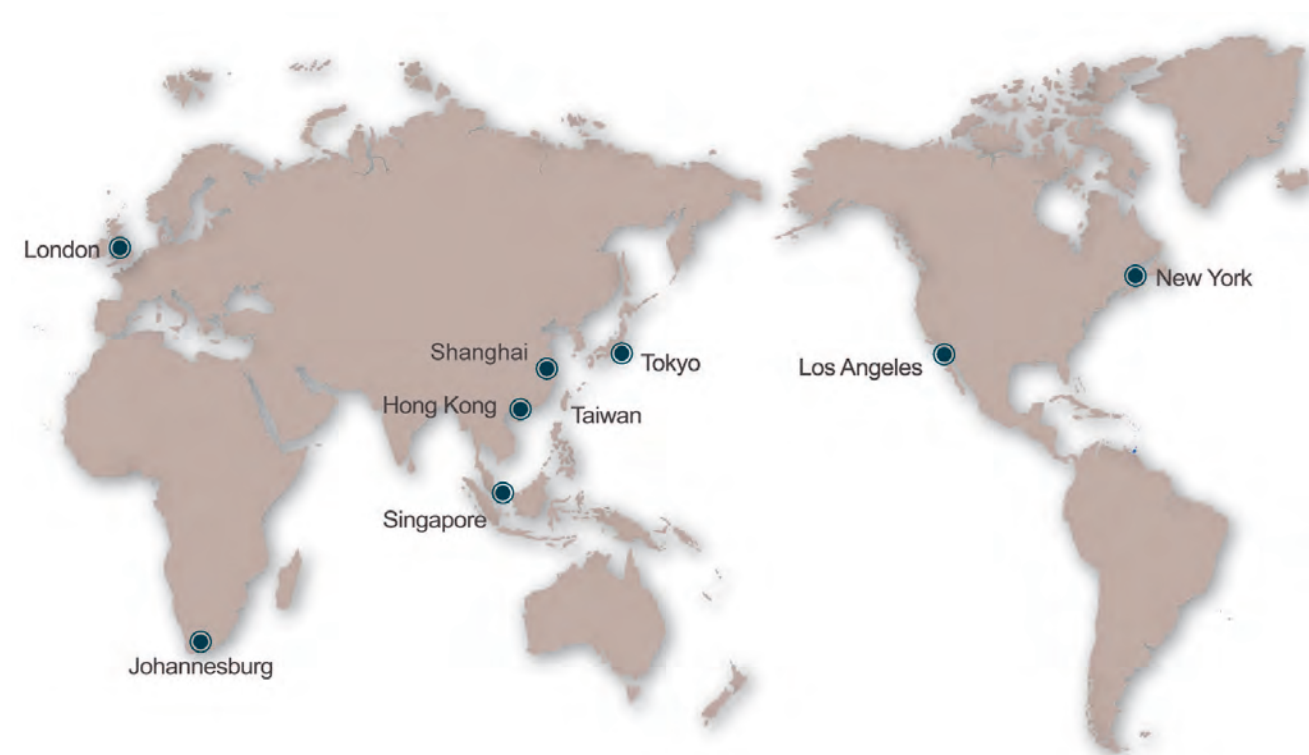 London
New York
Shanghai
Tokyo
Los Angeles
Hong Kong
Taiwan
Singapore
Johannesburg